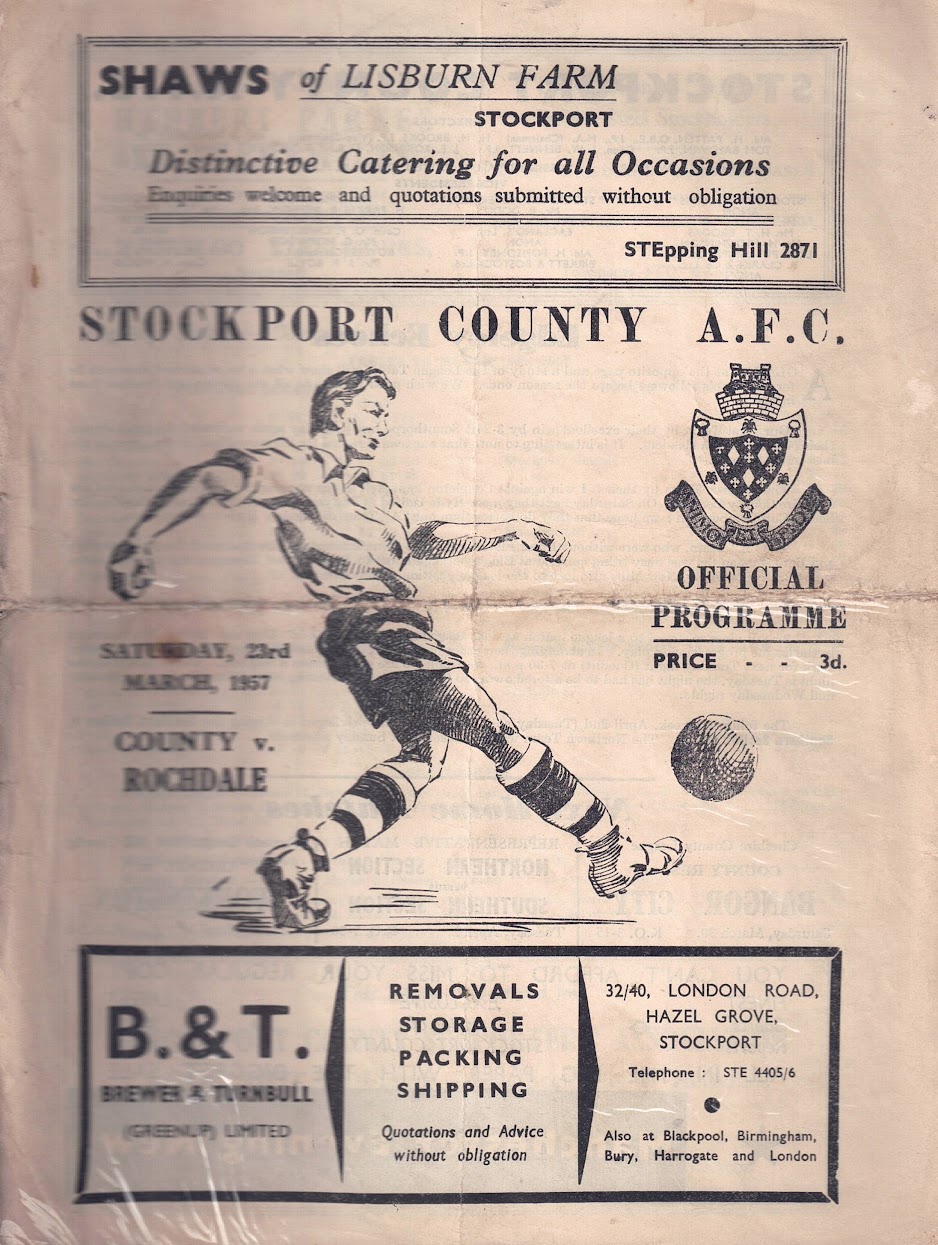 SHAWS of LISBURN FARM
STOCKPORT
Distinctive Catering for all Occasions
Enquiries welcome and quotations submitted without obligation
STEpping Hill 2871
STOCKPORT COUNTY A.F.C.
ANIMO ET FIDE
OFFICIAL
PROGRAMME
PRICE - - 3d.
SATURDAY, 23rd
MARCH, 1957
COUNTY v.
ROCHDALE
B. & T.
BREWER & TURNBULL
(GREENUP) LIMITED
REMOVALS
STORAGE
PACKING
SHIPPING
Quotations and Advice
without obligation
32/40, LONDON ROAD,
HAZEL GROVE,
STOCKPORT
Telephone : STE 4405/6
Also at Blackpool, Birmingham,
Bury, Harrogate and London